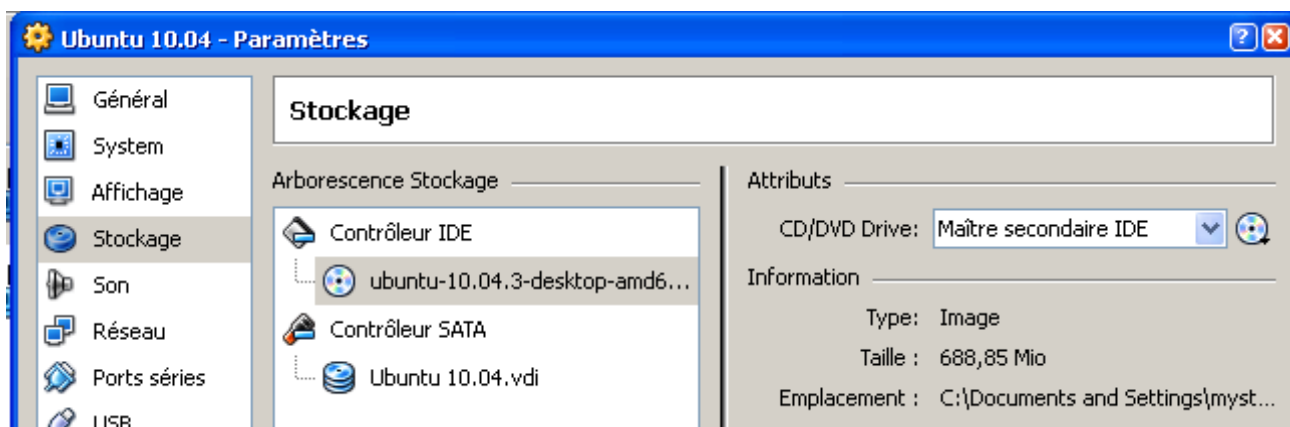 Ubuntu 10.04 - Paramètres
Général
System
Affichage
Stockage
Son
Réseau
Ports séries
USB
Stockage
Arborescence Stockage
Contrôleur IDE
ubuntu-10.04.3-desktop-amd6...
Contrôleur SATA
Ubuntu 10.04.vdi
Attributs
CD/DVD Drive: Maître secondaire IDE
Information
Type: Image
Taille : 688,85 Mio
Emplacement : C:\Documents and Settings\myst...